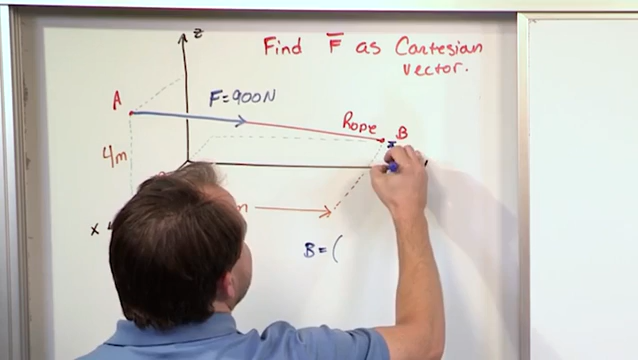 z
Find F̅ as Cartesian
vector.
A
F=900N
Rope
B
4m
x
B=(